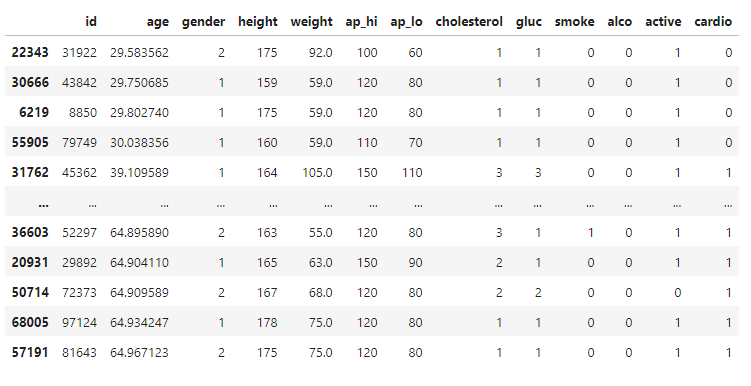 id age gender height weight ap_hi ap_lo cholesterol gluc smoke alco active cardio
22343 31922 29.583562 2 175 92.0 100 60 1 1 0 0 1 0
30666 43842 29.750685 1 159 59.0 120 80 1 1 0 0 1 0
6219 8850 29.802740 1 175 59.0 120 80 1 1 0 0 1 0
55905 79749 30.038356 1 160 59.0 110 70 1 1 0 0 1 0
31762 45362 39.109589 1 164 105.0 150 110 3 3 0 0 1 1
... ... ... ... ... ... ... ... ... ... ... ... ... ...
36603 52297 64.895890 2 163 55.0 120 80 3 1 1 0 1 1
20931 29892 64.904110 1 165 63.0 150 90 2 1 0 0 1 1
50714 72373 64.909589 2 167 68.0 120 80 2 2 0 0 0 1
68005 97124 64.934247 1 178 75.0 120 80 1 1 0 0 1 1
57191 81643 64.967123 2 175 75.0 120 80 1 1 0 0 1 1